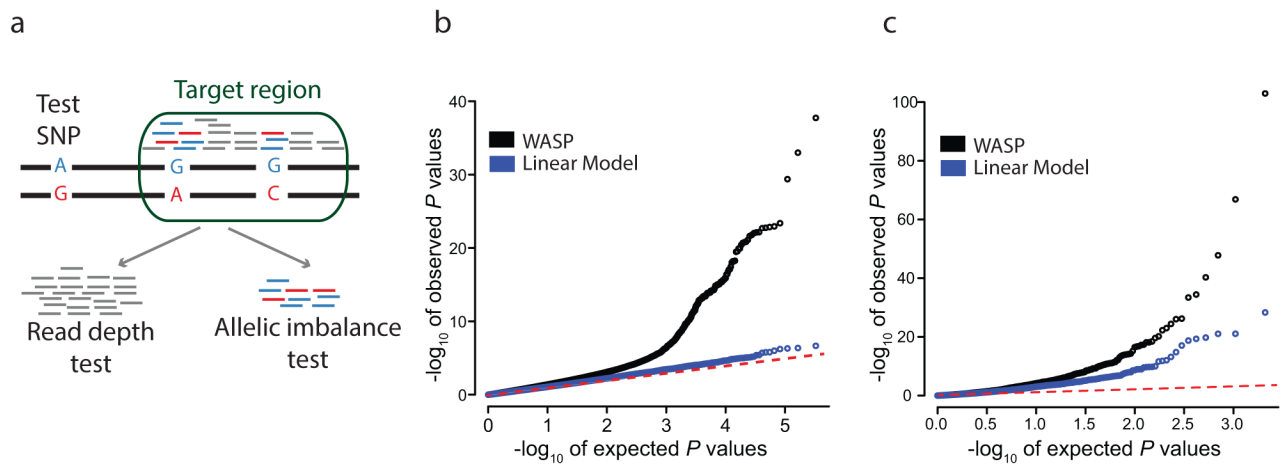 a
Target region
Test
SNP
A
G
G
G
A
C
Read depth
test
Allelic imbalance
test
b
40
30
20
10
0
-log10 of observed P values
WASP
Linear Model
0
1
2
3
4
5
-log10 of expected P values
c
100
80
60
40
20
0
-log10 of observed P values
WASP
Linear Model
0.0
0.5
1.0
1.5
2.0
2.5
3.0
-log10 of expected P values